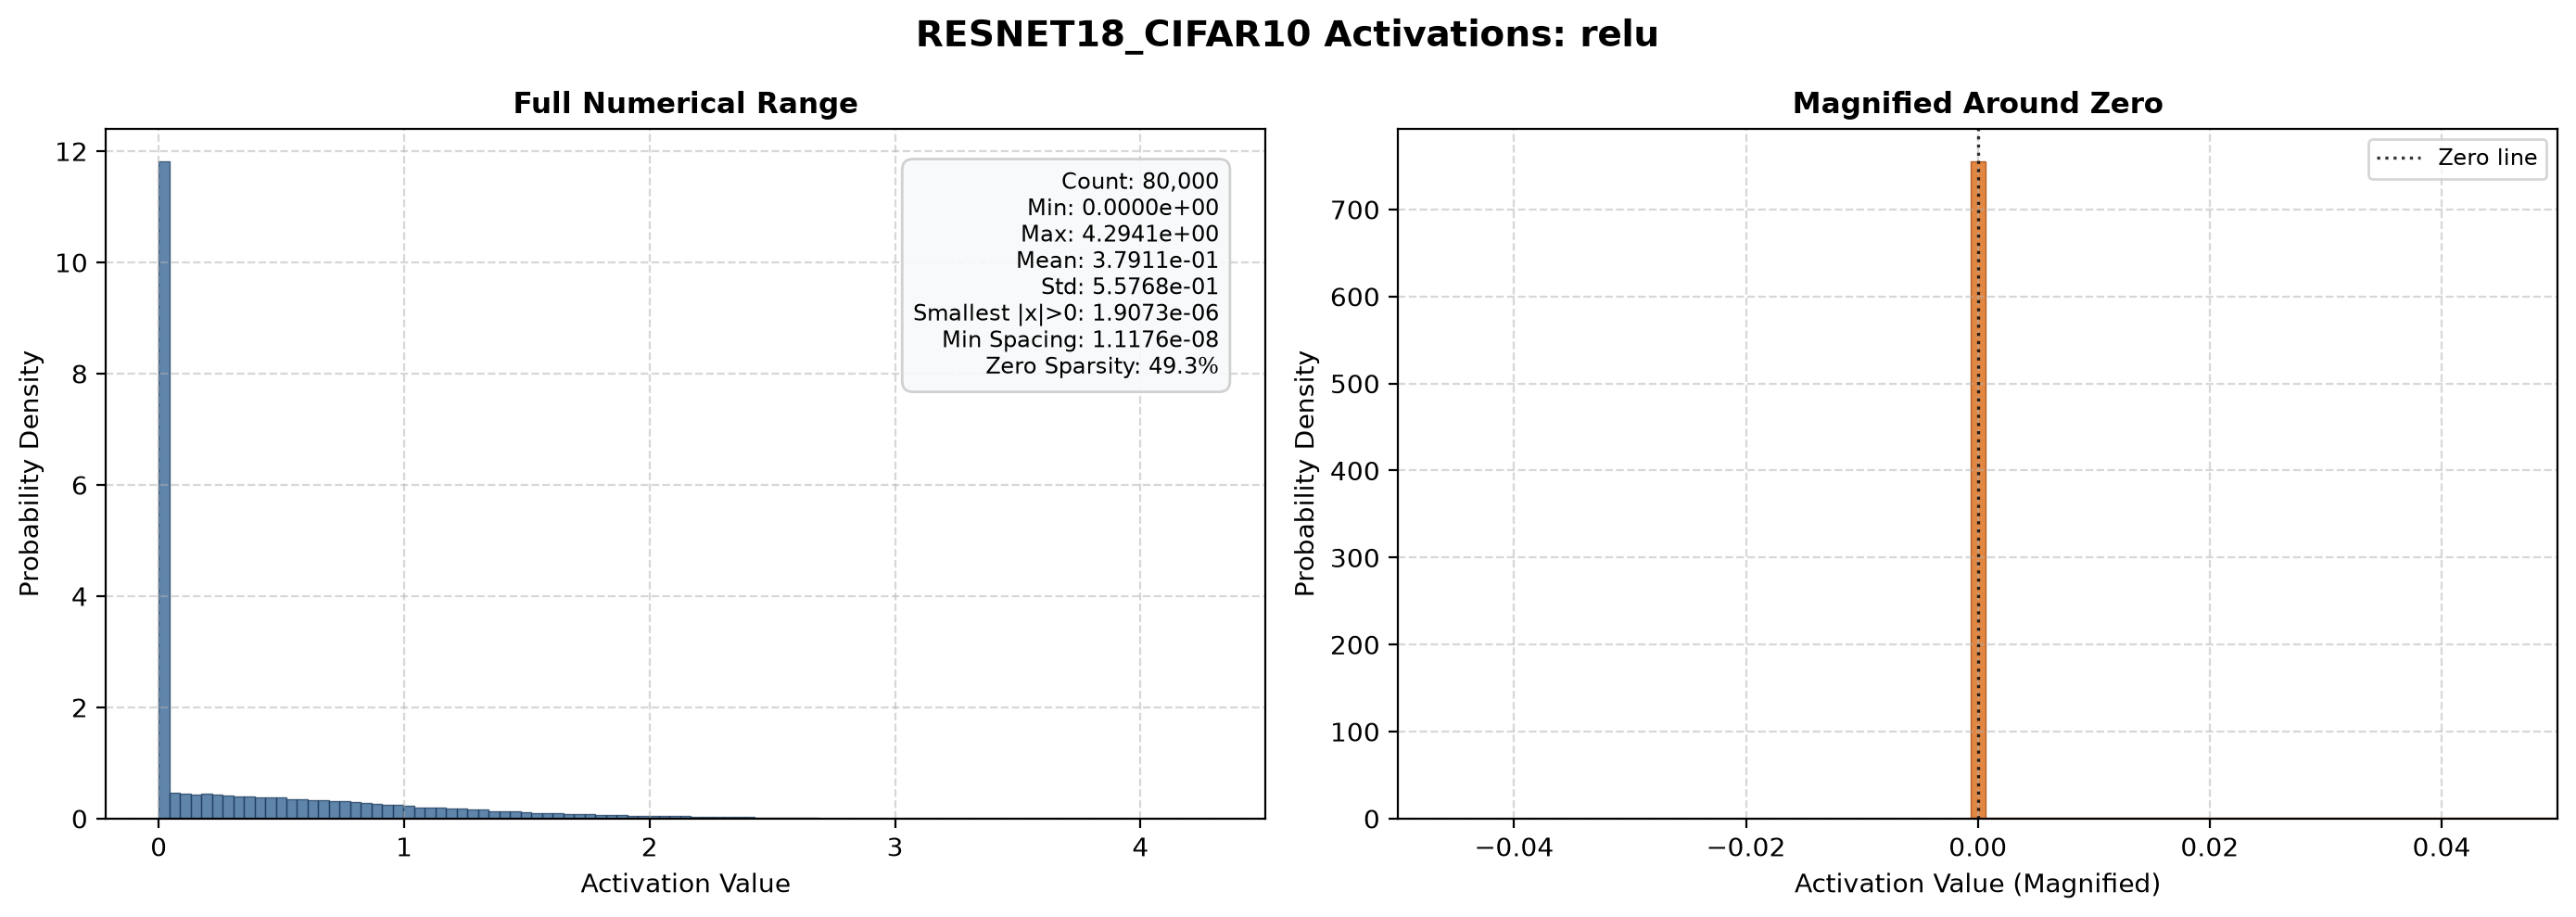 RESNET18_CIFAR10 Activations: relu
Full Numerical Range
Probability Density
12
10
8
6
4
2
0
Count: 80,000
Min: 0.0000e+00
Max: 4.2941e+00
Mean: 3.7911e-01
Std: 5.5768e-01
Smallest |x|>0: 1.9073e-06
Min Spacing: 1.1176e-08
Zero Sparsity: 49.3%
0 1 2 3 4
Activation Value
Magnified Around Zero
Probability Density
Zero line
700
600
500
400
300
200
100
0
−0.04 −0.02 0.00 0.02 0.04
Activation Value (Magnified)